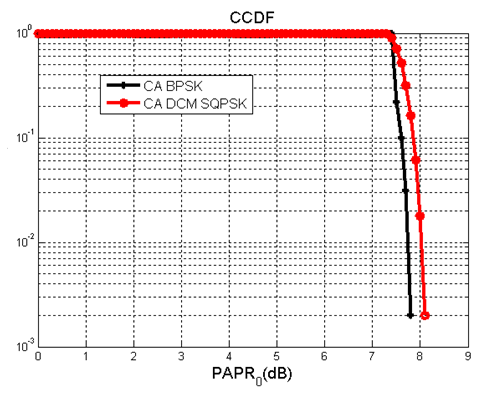 CCDF
10^0
CA BPSK
CA DCM SQPSK
10^-1
10^-2
10^-3
0 1 2 3 4 5 6 7 8 9
PAPR_0(dB)